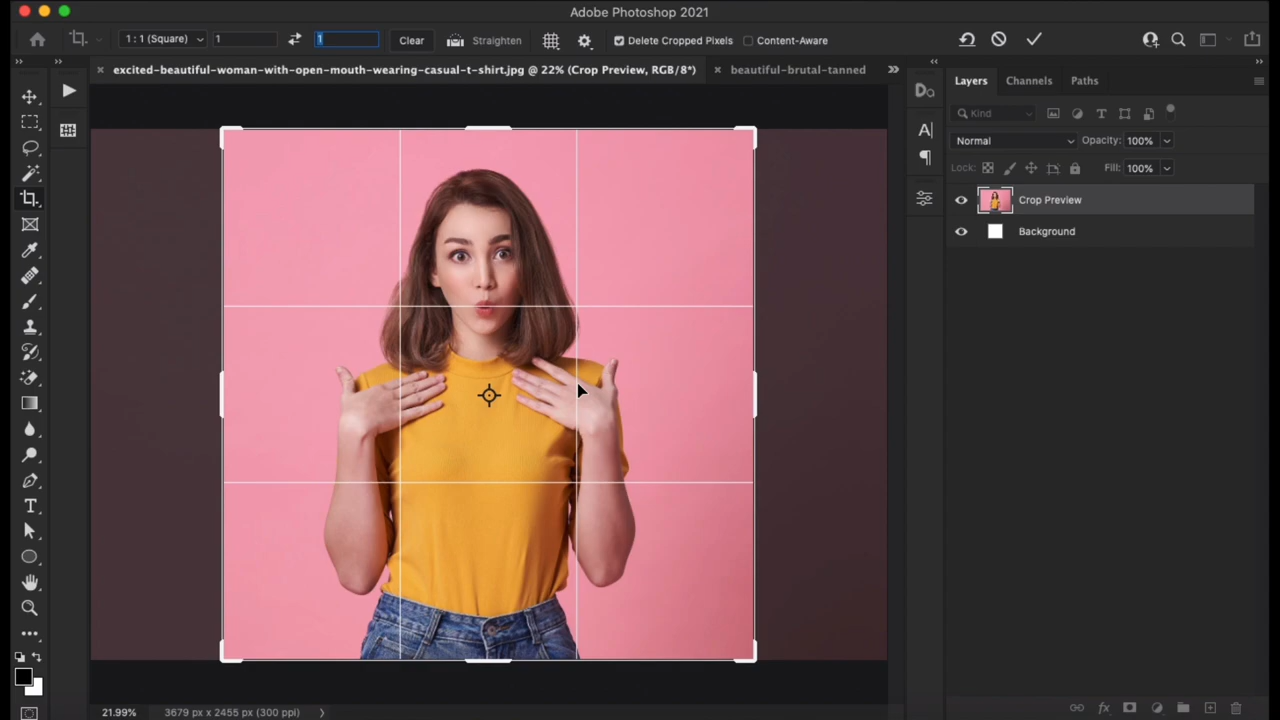 Adobe Photoshop 2021
1 : 1 (Square) 1 1 Clear Straighten Delete Cropped Pixels Content-Aware
excited-beautiful-woman-with-open-mouth-wearing-casual-t-shirt.jpg @ 22% (Crop Preview, RGB/8*) beautiful-brutal-tanned
Layers Channels Paths
Kind
Normal Opacity: 100%
Lock: Fill: 100%
Crop Preview
Background
21.99% 3679 px x 2455 px (300 ppi)